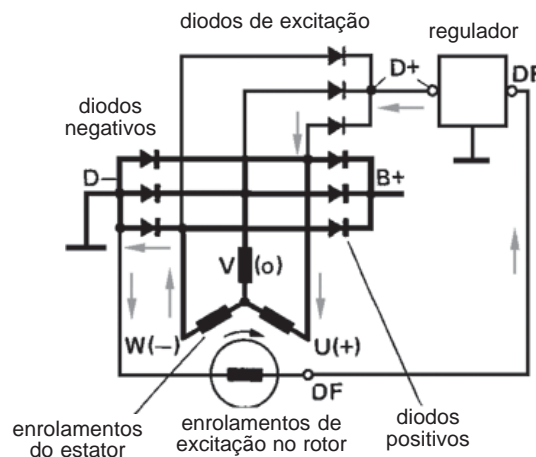 diodos de excitação
regulador
D+
DF
diodos
negativos
D–
B+
V (o)
W(–)
U(+)
DF
enrolamentos
do estator
enrolamentos de
excitação no rotor
diodos
positivos